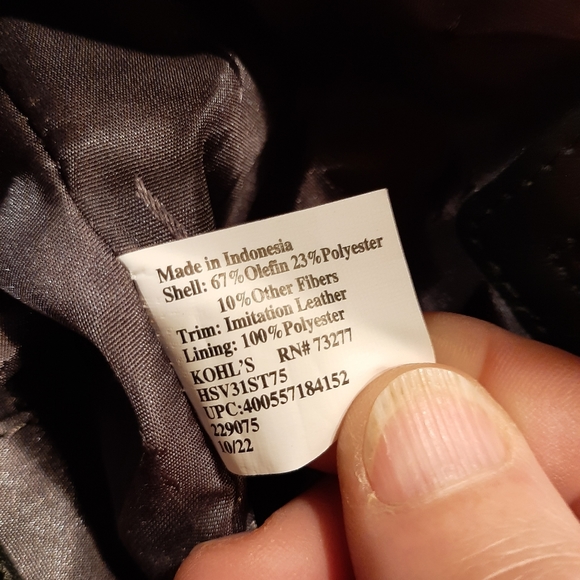 Made in Indonesia
Shell: 67%Olefin 23%Polyester
10%Other Fibers
Trim: Imitation Leather
Lining: 100%Polyester
KOHL'S RN# 73277
HSV31ST75
UPC:400557184152
229075
10/22